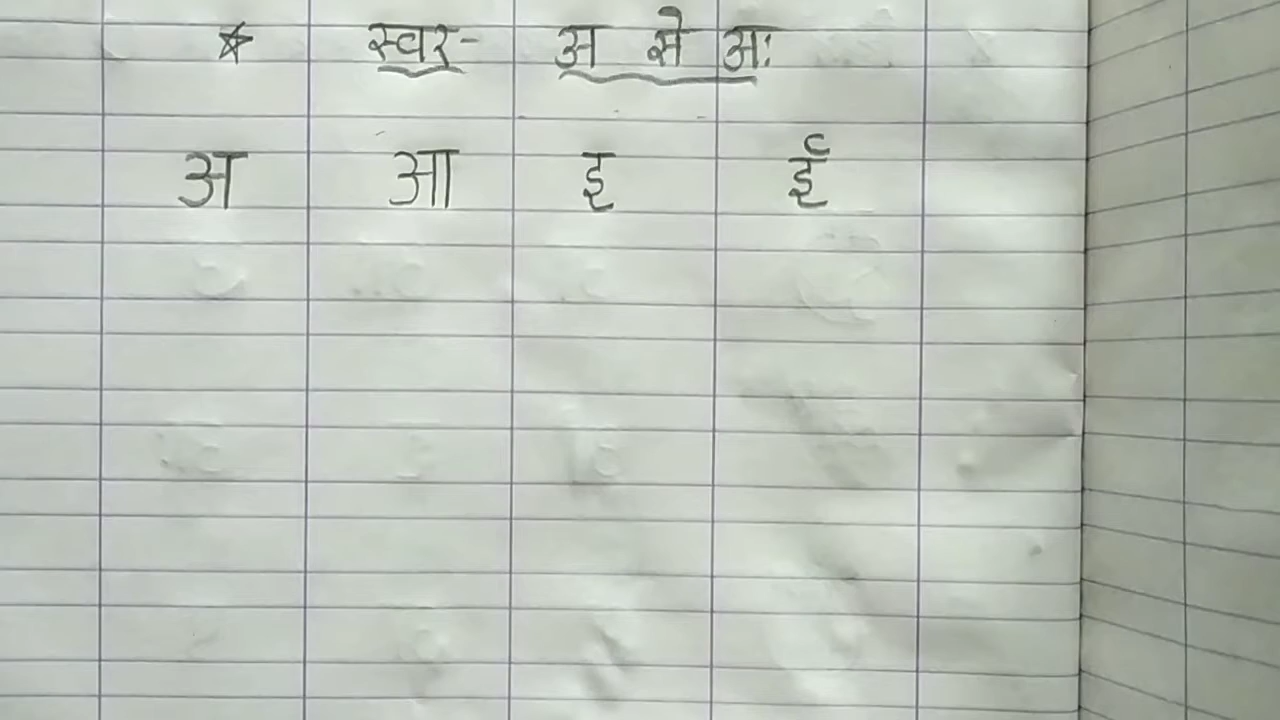 * स्वर- अ से अः
अ आ इ ई